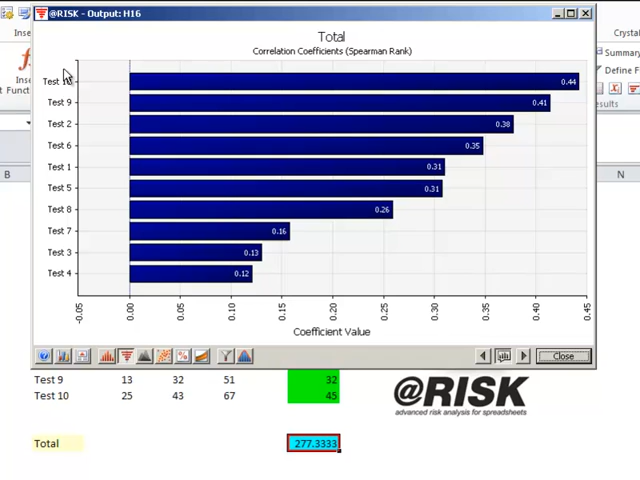 @RISK - Output: H16
Total
Correlation Coefficients (Spearman Rank)
Test 10 0.44
Test 9 0.41
Test 2 0.38
Test 6 0.35
Test 1 0.31
Test 5 0.31
Test 8 0.26
Test 7 0.16
Test 3 0.13
Test 4 0.12
-0.05 0.00 0.05 0.10 0.15 0.20 0.25 0.30 0.35 0.40 0.45
Coefficient Value
Close
Crystal
Summary
Define F
B N
Test 9 13 32 51 32
Test 10 25 43 67 45
@RISK
advanced risk analysis for spreadsheets
Total 277.3333